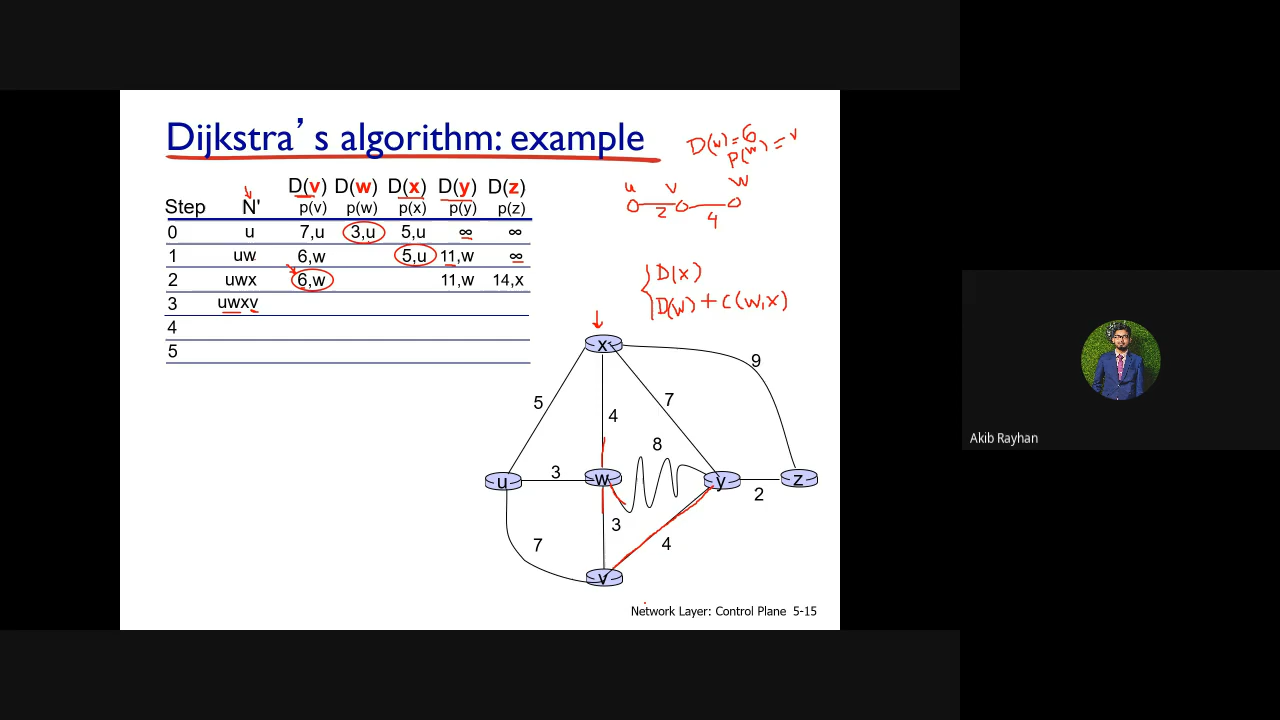 Dijkstra's algorithm: example
D(w)=6
p(w)=v
u v w
2 4
D(v) D(w) D(x) D(y) D(z)
Step N' p(v) p(w) p(x) p(y) p(z)
0 u 7,u 3,u 5,u ∞ ∞
1 uw 6,w 5,u 11,w ∞
2 uwx 6,w 11,w 14,x
3 uwxv
4
5
D(x)
D(w) + c(w,x)
x
9
5 4 7
8
u 3 w y z
2
3
7 4
v
Network Layer: Control Plane 5-15
Akib Rayhan